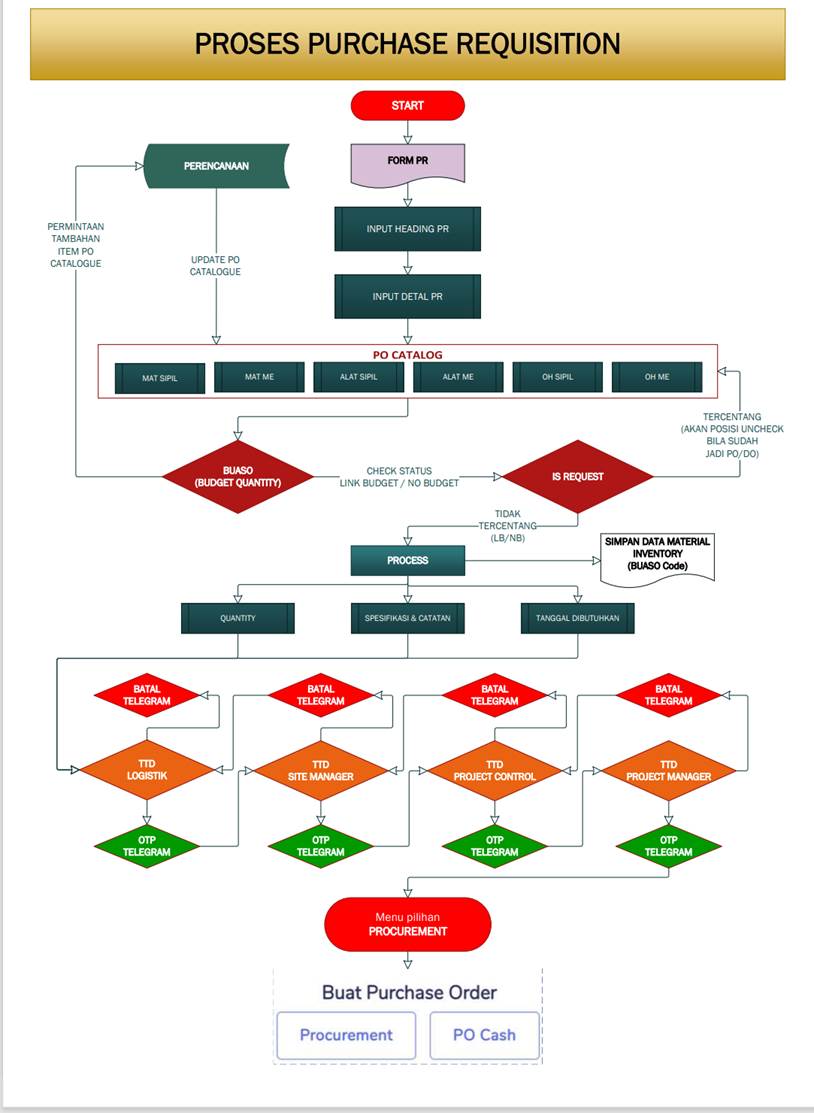 PROSES PURCHASE REQUISITION
START
PERENCANAAN
FORM PR
INPUT HEADING PR
PERMINTAAN
TAMBAHAN
ITEM PO
CATALOGUE
UPDATE PO
CATALOGUE
INPUT DETAL PR
PO CATALOG
MAT SIPIL
MAT ME
ALAT SIPIL
ALAT ME
OH SIPIL
OH ME
TERCENTANG
(AKAN POSISI UNCHECK
BILA SUDAH
JADI PO/DO)
BUASO
(BUDGET QUANTITY)
CHECK STATUS
LINK BUDGET / NO BUDGET
IS REQUEST
TIDAK
TERCENTANG
(LB/NB)
PROCESS
SIMPAN DATA MATERIAL
INVENTORY
(BUASO Code)
QUANTITY
SPESIFIKASI & CATATAN
TANGGAL DIBUTUHKAN
BATAL
TELEGRAM
BATAL
TELEGRAM
BATAL
TELEGRAM
BATAL
TELEGRAM
TTD
LOGISTIK
TTD
SITE MANAGER
TTD
PROJECT CONTROL
TTD
PROJECT MANAGER
OTP
TELEGRAM
OTP
TELEGRAM
OTP
TELEGRAM
OTP
TELEGRAM
Menu pilihan
PROCUREMENT
Buat Purchase Order
Procurement
PO Cash